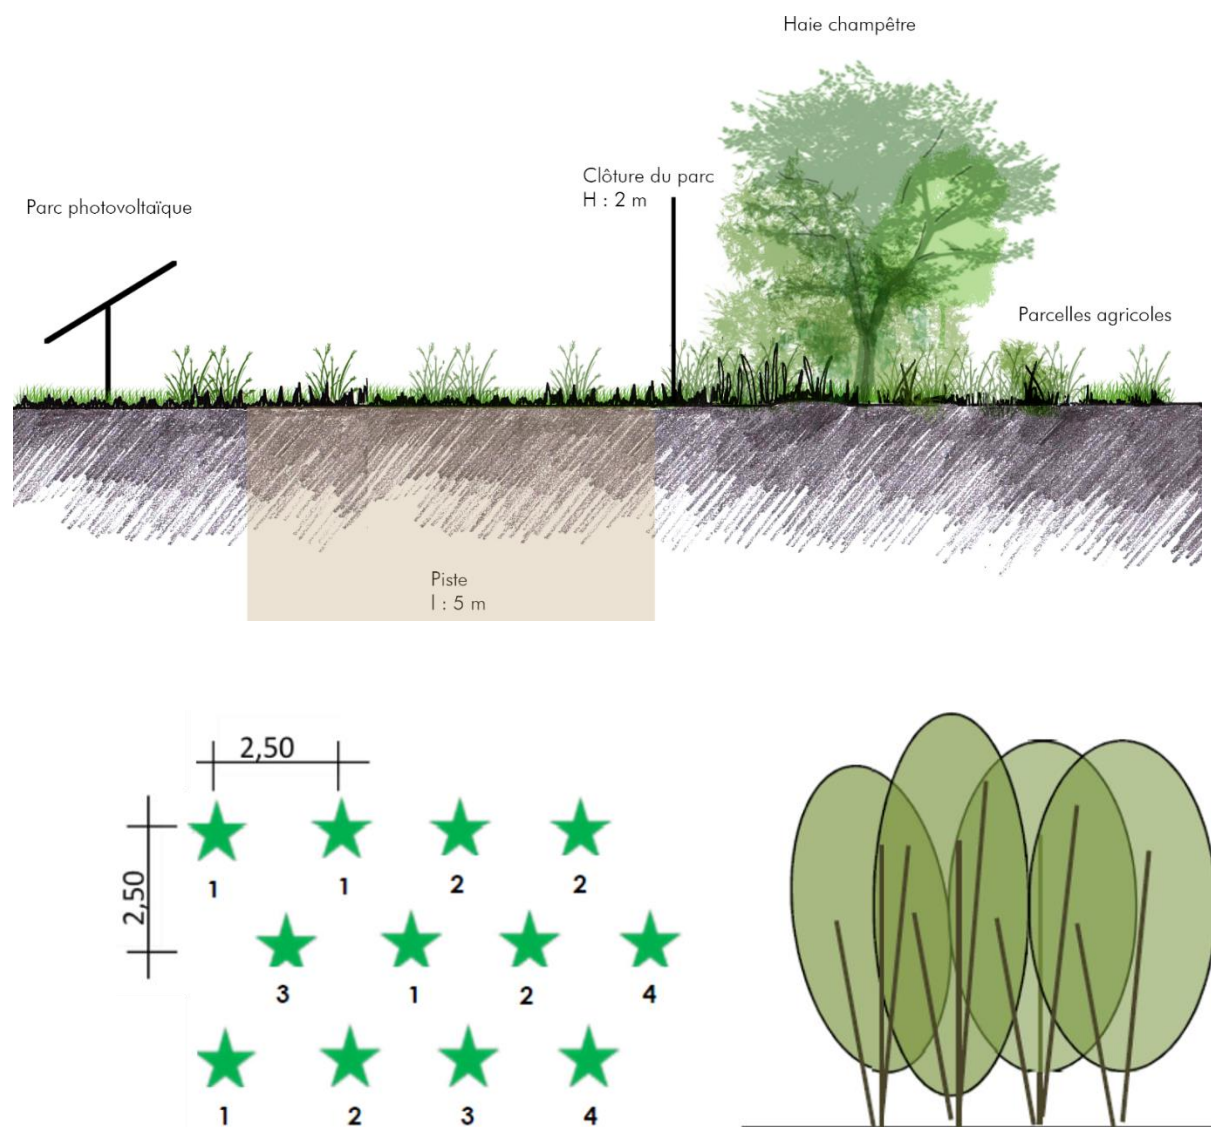 Haie champêtre
Clôture du parc
H : 2 m
Parc photovoltaïque
Parcelles agricoles
Piste
l : 5 m
2,50
2,50
1 1 2 2
3 1 2 4
1 2 3 4